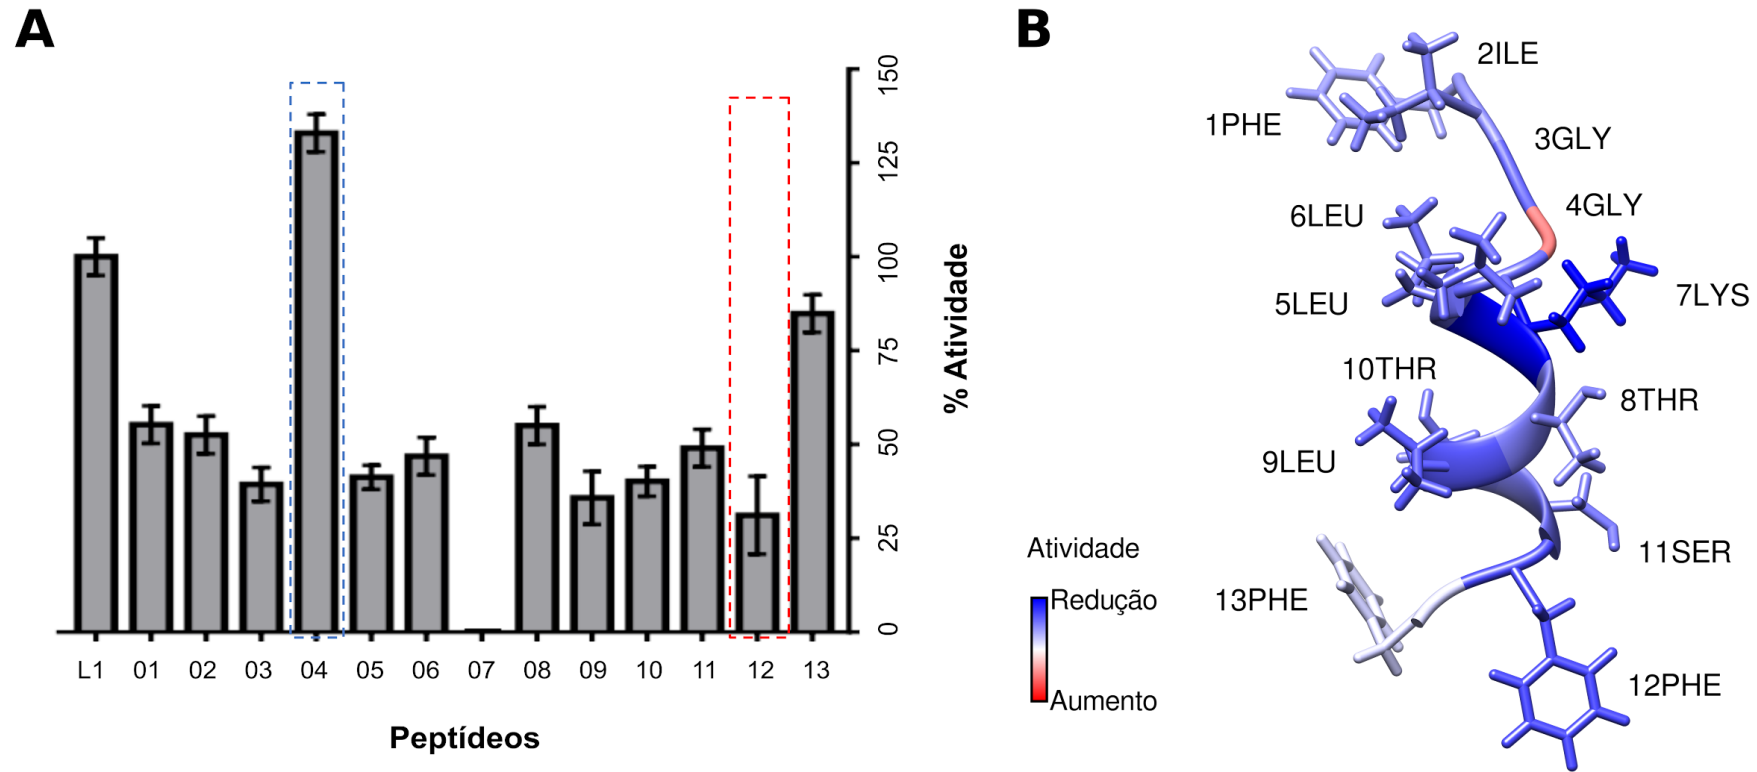 A
150
125
100
75
50
25
0
% Atividade
L1 01 02 03 04 05 06 07 08 09 10 11 12 13
Peptídeos
B
2ILE
1PHE
3GLY
4GLY
6LEU
7LYS
5LEU
10THR
8THR
9LEU
11SER
Atividade
Redução
Aumento
13PHE
12PHE